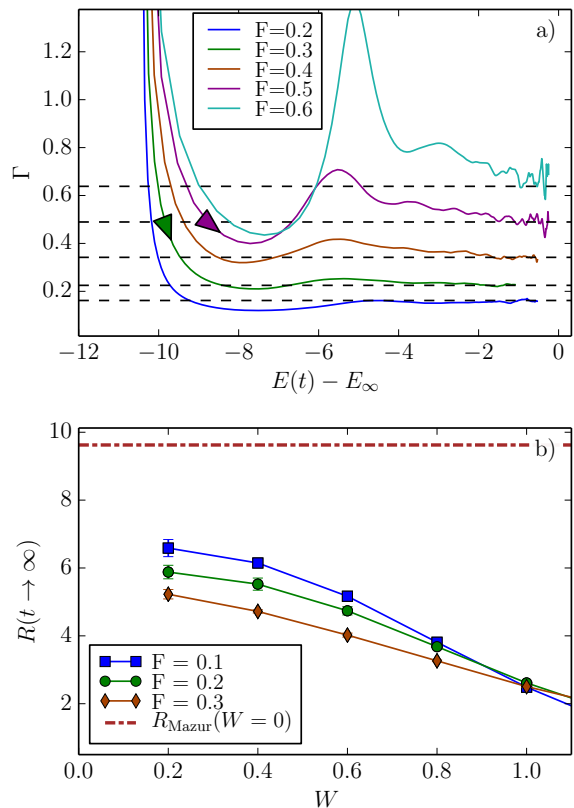 a)
F=0.2
F=0.3
F=0.4
F=0.5
F=0.6
Γ
1.2
1.0
0.8
0.6
0.4
0.2
−12 −10 −8 −6 −4 −2 0
E(t) − E∞
b)
R(t → ∞)
10
8
6
4
2
F = 0.1
F = 0.2
F = 0.3
R_Mazur(W = 0)
0.0 0.2 0.4 0.6 0.8 1.0
W